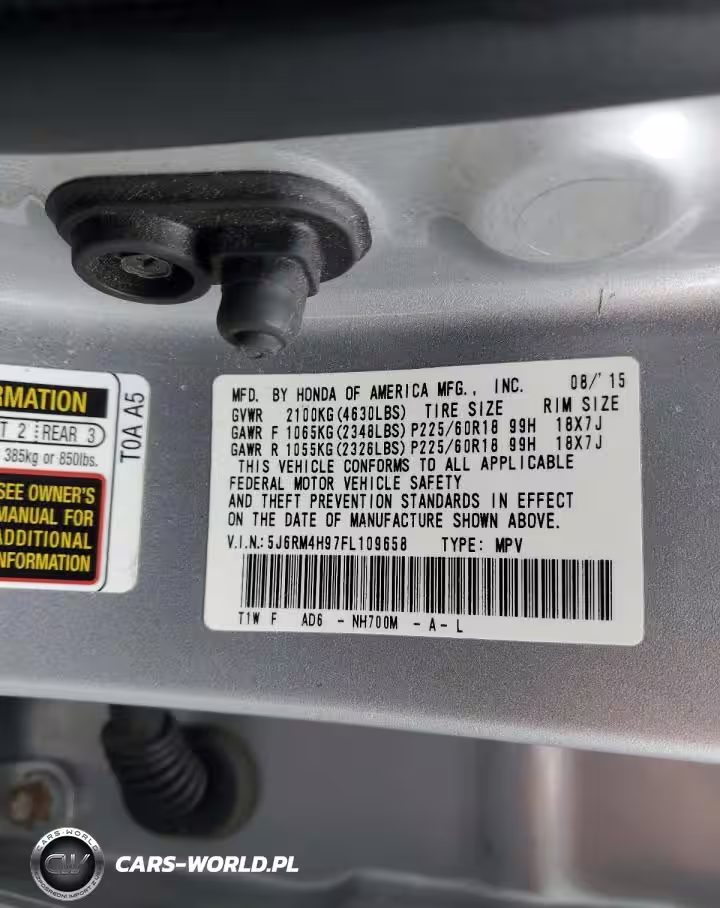 RMATION
T 2 REAR 3
385kg or 850lbs.
SEE OWNER'S
MANUAL FOR
ADDITIONAL
NFORMATION
T0A A5
MFD. BY HONDA OF AMERICA MFG., INC. 08/'15
GVWR 2100KG(4630LBS) TIRE SIZE RIM SIZE
GAWR F 1065KG(2348LBS) P225/60R18 99H 18X7J
GAWR R 1055KG(2326LBS) P225/60R18 99H 18X7J
THIS VEHICLE CONFORMS TO ALL APPLICABLE
FEDERAL MOTOR VEHICLE SAFETY
AND THEFT PREVENTION STANDARDS IN EFFECT
ON THE DATE OF MANUFACTURE SHOWN ABOVE.
V.I.N.:5J6RM4H97FL109658 TYPE: MPV
T1W F AD6 - NH700M - A - L
CARS-WORLD
CW
CARS-WORLD.PL